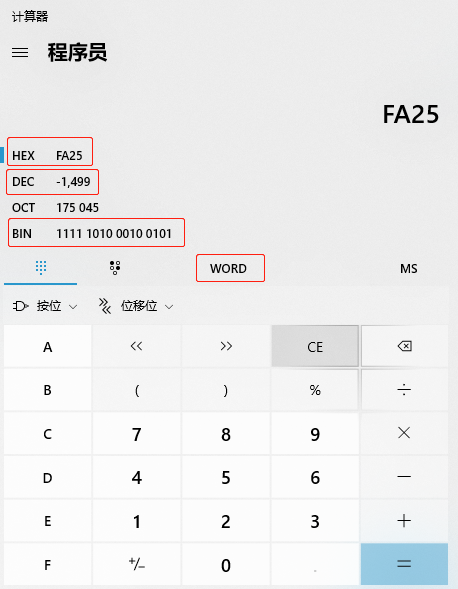 计算器
程序员
FA25
HEX FA25
DEC -1,499
OCT 175 045
BIN 1111 1010 0010 0101
WORD MS
按位 位移位
A << >> CE
B ( ) % ÷
C 7 8 9 ×
D 4 5 6 −
E 1 2 3 +
F +/− 0 . =